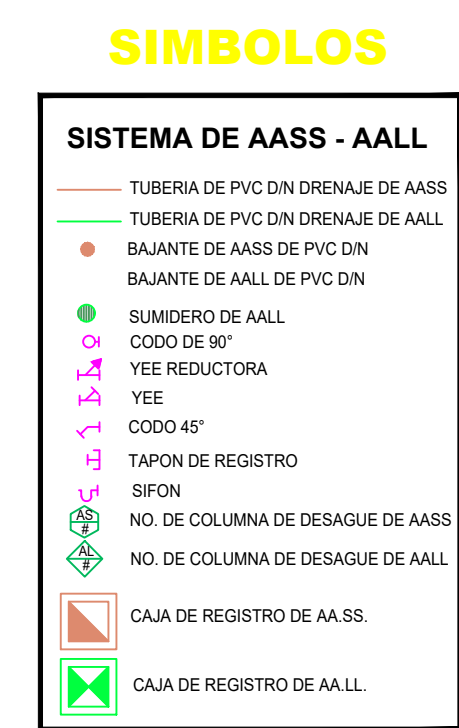 SIMBOLOS
SISTEMA DE AASS - AALL
TUBERIA DE PVC D/N DRENAJE DE AASS
TUBERIA DE PVC D/N DRENAJE DE AALL
BAJANTE DE AASS DE PVC D/N
BAJANTE DE AALL DE PVC D/N
SUMIDERO DE AALL
CODO DE 90°
YEE REDUCTORA
YEE
CODO 45°
TAPON DE REGISTRO
SIFON
AS
#
NO. DE COLUMNA DE DESAGUE DE AASS
AL
#
NO. DE COLUMNA DE DESAGUE DE AALL
CAJA DE REGISTRO DE AA.SS.
CAJA DE REGISTRO DE AA.LL.